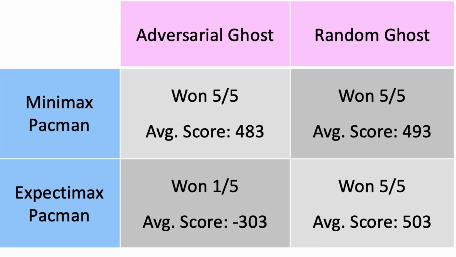 Adversarial Ghost
Random Ghost
Minimax
Pacman
Won 5/5
Avg. Score: 483
Won 5/5
Avg. Score: 493
Expectimax
Pacman
Won 1/5
Avg. Score: -303
Won 5/5
Avg. Score: 503